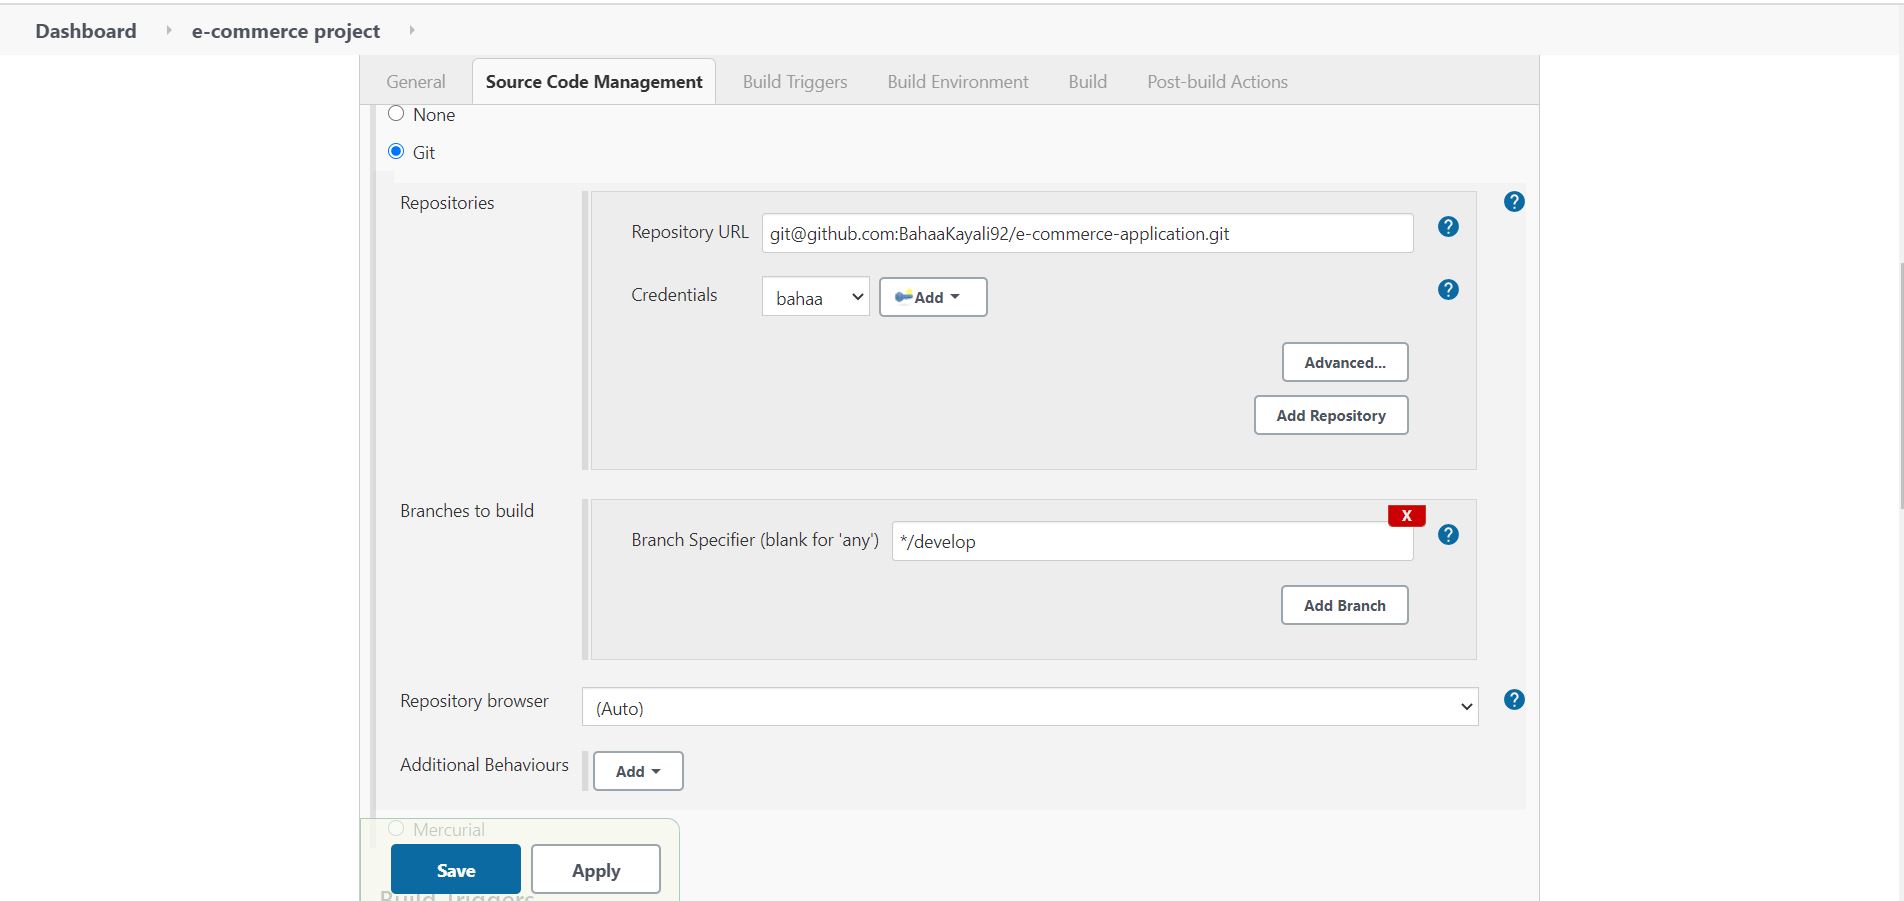 Dashboard e-commerce project
General Source Code Management Build Triggers Build Environment Build Post-build Actions
None
Git
Repositories
?
Repository URL git@github.com:BahaaKayali92/e-commerce-application.git ?
Credentials bahaa Add ?
Advanced...
Add Repository
Branches to build
X
Branch Specifier (blank for 'any') */develop ?
Add Branch
Repository browser (Auto) ?
Additional Behaviours Add
Mercurial
Save Apply
Build Triggers